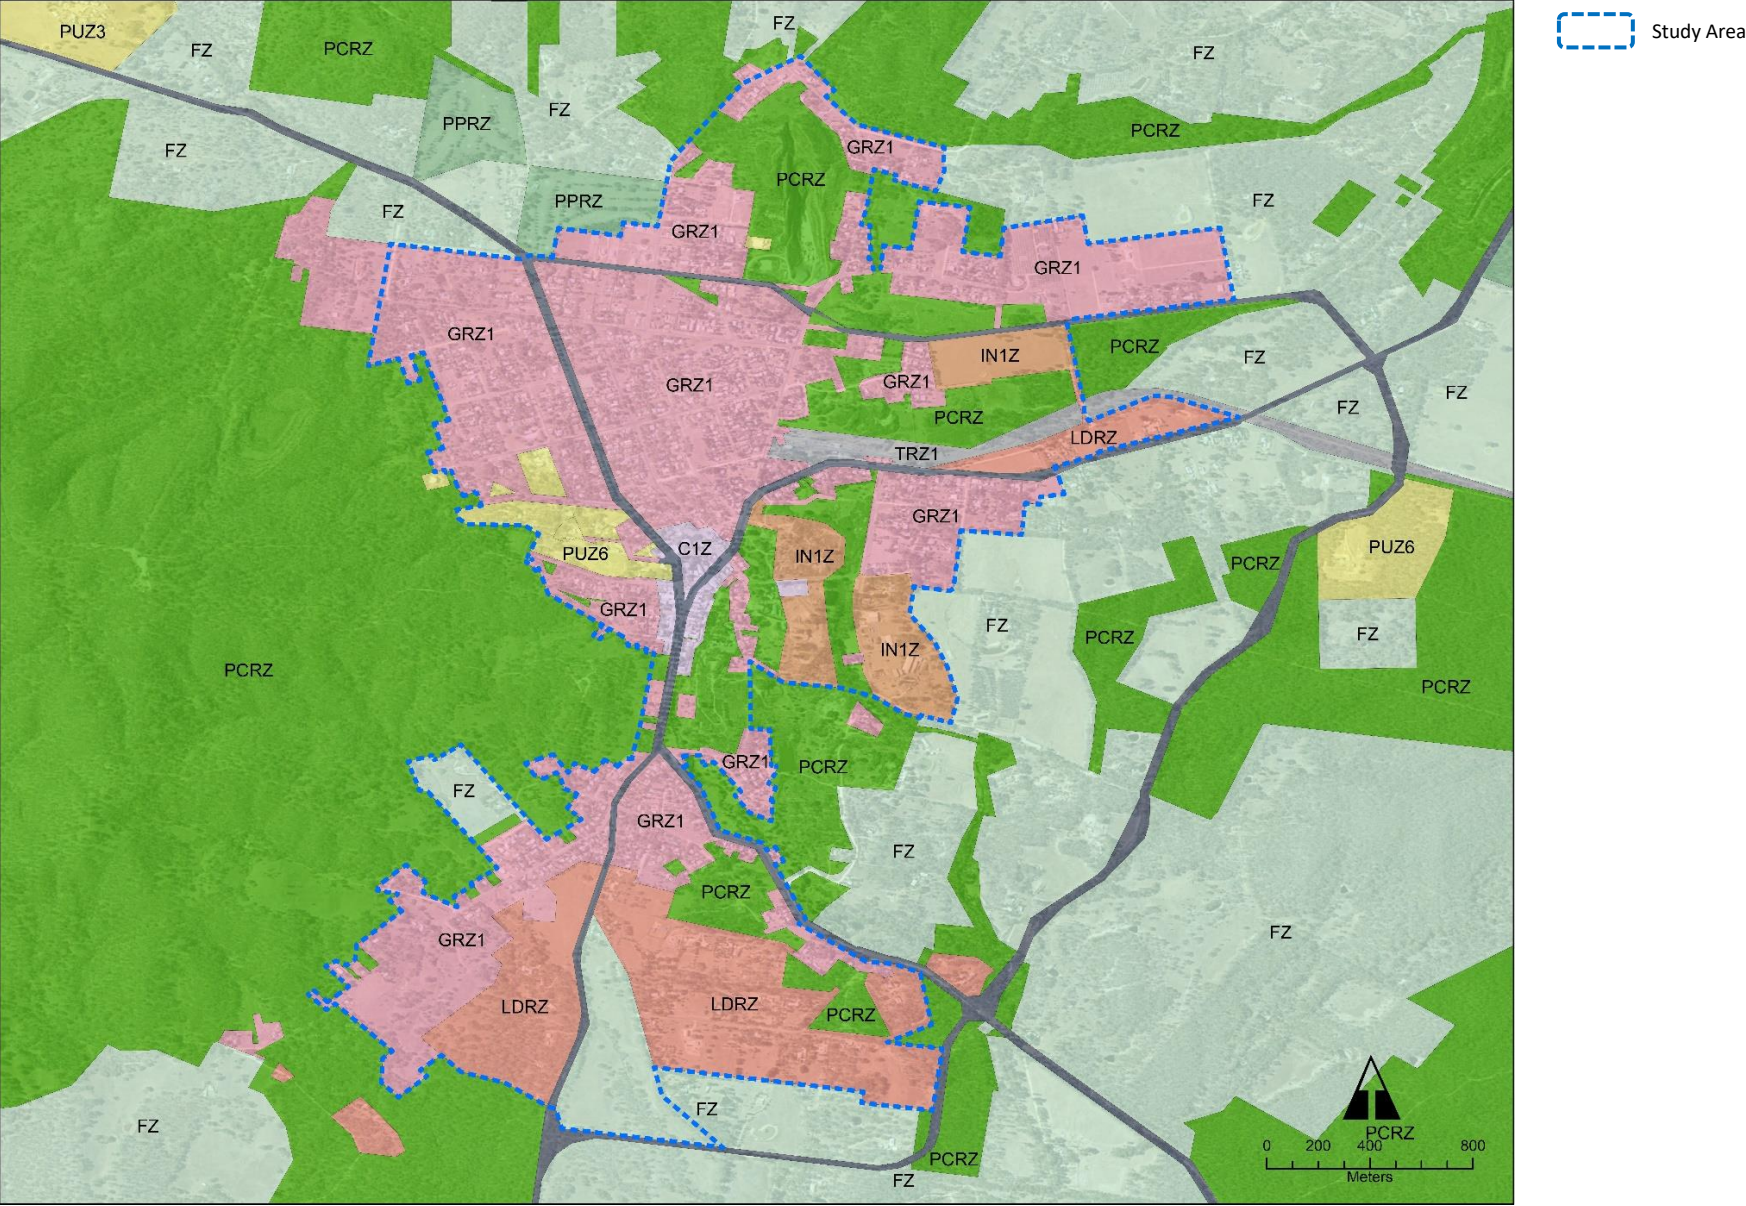 FZ
PUZ3
Study Area
FZ
PCRZ
FZ
FZ
PPRZ
PCRZ
FZ
GRZ1
PCRZ
PPRZ
FZ
FZ
GRZ1
GRZ1
GRZ1
PCRZ
IN1Z
FZ
GRZ1
GRZ1
FZ
FZ
PCRZ
LDRZ
TRZ1
GRZ1
C1Z
PUZ6
PUZ6
IN1Z
PCRZ
GRZ1
FZ
FZ
PCRZ
IN1Z
PCRZ
PCRZ
GRZ1
PCRZ
FZ
GRZ1
FZ
PCRZ
FZ
GRZ1
LDRZ
LDRZ
PCRZ
FZ
FZ
PCRZ
0 200 400 800
PCRZ
Meters
FZ